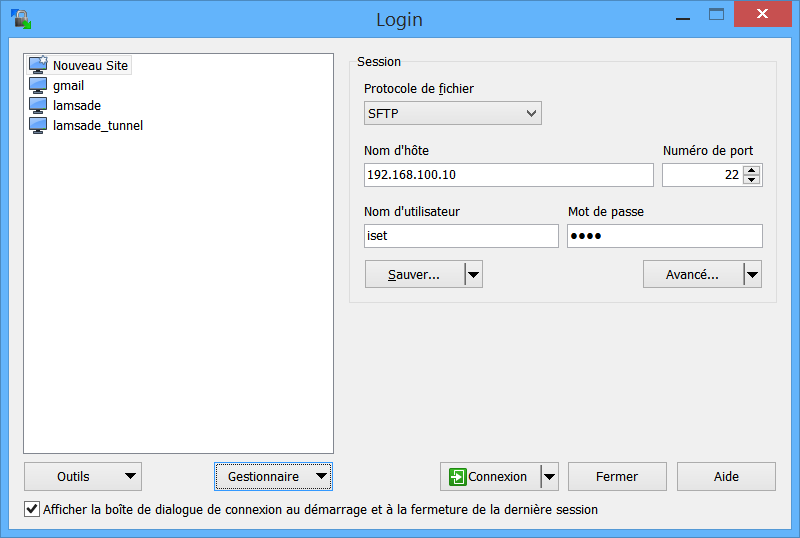 Login
Nouveau Site
gmail
lamsade
lamsade_tunnel
Session
Protocole de fichier
SFTP
Nom d'hôte
Numéro de port
192.168.100.10
22
Nom d'utilisateur
Mot de passe
iset
●●●●
Sauver...
Avancé...
Outils
Gestionnaire
Connexion
Fermer
Aide
Afficher la boîte de dialogue de connexion au démarrage et à la fermeture de la dernière session